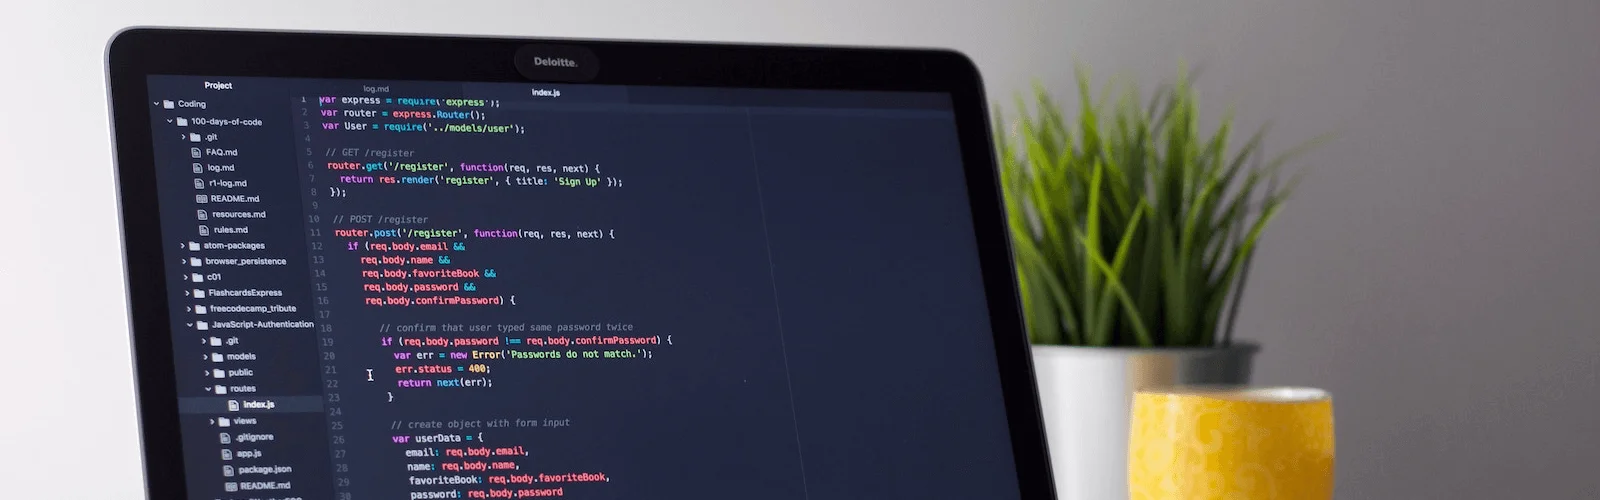 Deloitte.
Project
log.md
index.js
Coding
100-days-of-code
.git
FAQ.md
log.md
r1-log.md
README.md
resources.md
rules.md
atom-packages
browser_persistence
c01
FlashcardsExpress
freecodecamp_tribute
JavaScript-Authentication
.git
models
public
routes
index.js
views
.gitignore
app.js
package.json
README.md
1 var express = require('express');
2 var router = express.Router();
3 var User = require('../models/user');
4
5 // GET /register
6 router.get('/register', function(req, res, next) {
7 return res.render('register', { title: 'Sign Up' });
8 });
9
10 // POST /register
11 router.post('/register', function(req, res, next) {
12 if (req.body.email &&
13 req.body.name &&
14 req.body.favoriteBook &&
15 req.body.password &&
16 req.body.confirmPassword) {
17
18 // confirm that user typed same password twice
19 if (req.body.password !== req.body.confirmPassword) {
20 var err = new Error('Passwords do not match.');
21 err.status = 400;
22 return next(err);
23 }
24
25 // create object with form input
26 var userData = {
27 email: req.body.email,
28 name: req.body.name,
29 favoriteBook: req.body.favoriteBook,
30 password: req.body.password